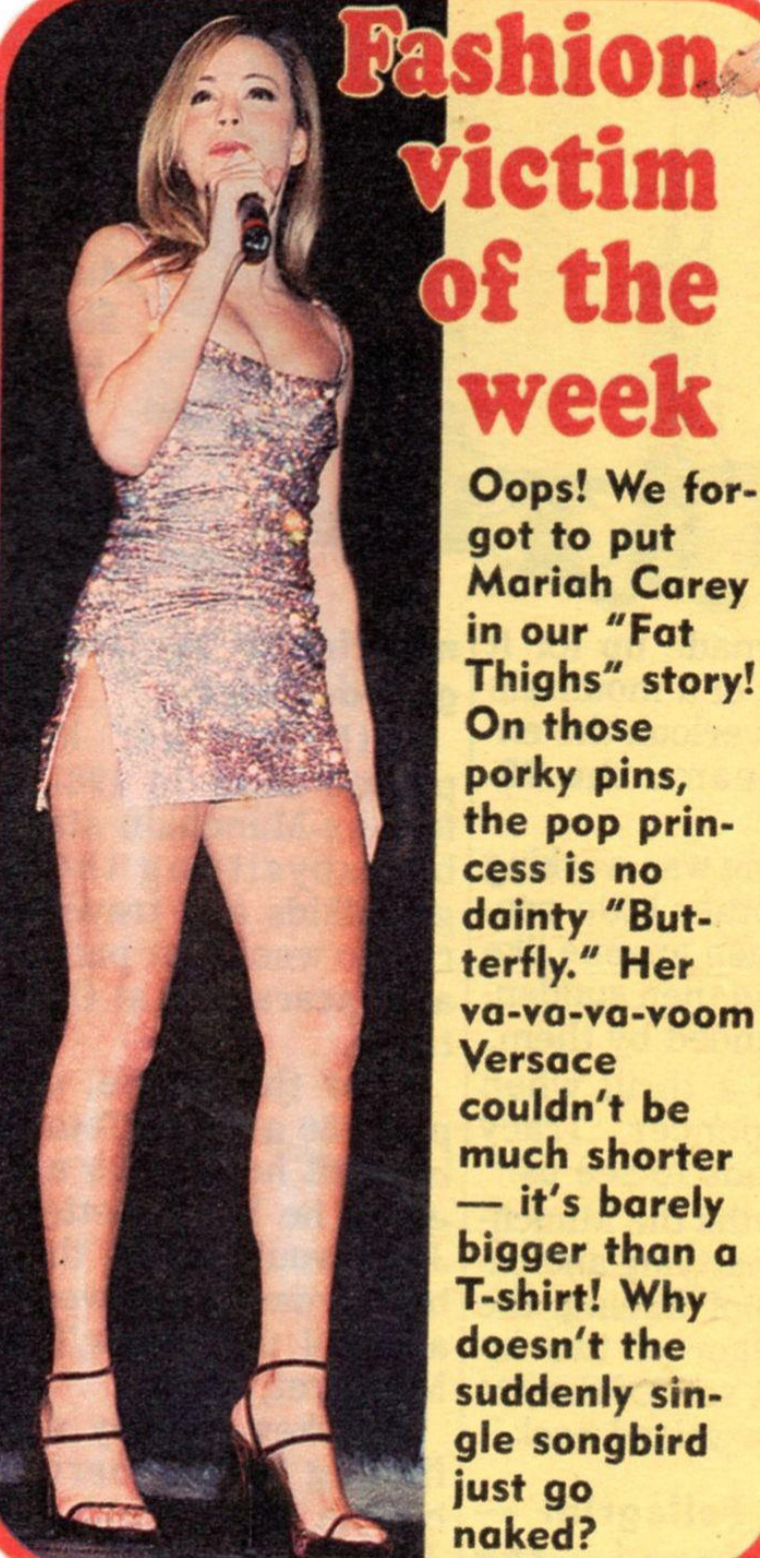 Fashion
victim
of the
week
Oops! We for-
got to put
Mariah Carey
in our "Fat
Thighs" story!
On those
porky pins,
the pop prin-
cess is no
dainty "But-
terfly." Her
va-va-va-voom
Versace
couldn't be
much shorter
— it's barely
bigger than a
T-shirt! Why
doesn't the
suddenly sin-
gle songbird
just go
naked?